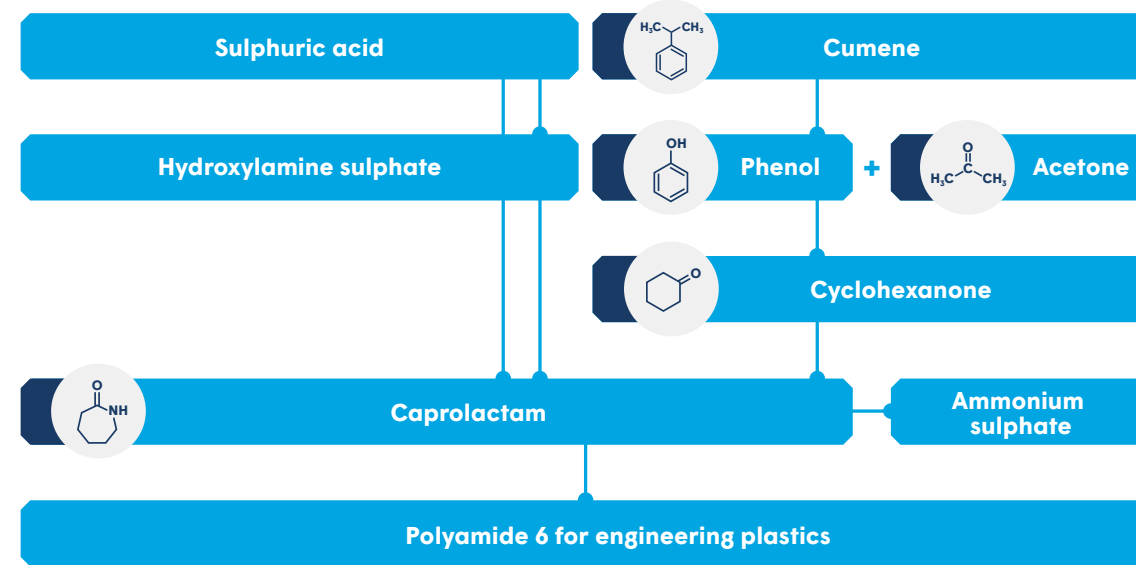 Sulphuric acid
H₃C CH₃
Cumene
Hydroxylamine sulphate
OH
Phenol
+
O
H₃C C CH₃
Acetone
O
Cyclohexanone
O
NH
Caprolactam
Ammonium
sulphate
Polyamide 6 for engineering plastics